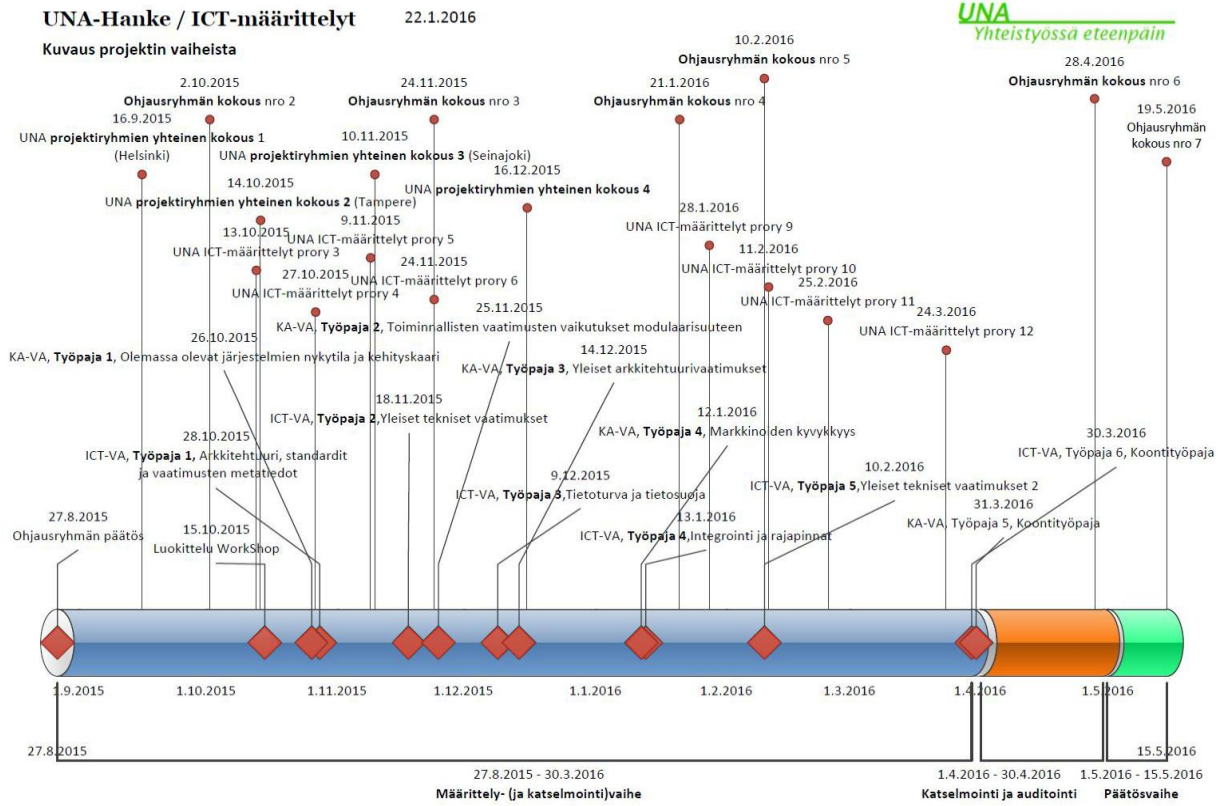 UNA-Hanke / ICT-määrittelyt 22.1.2016
UNA
Yhteistyössä eteenpäin
Kuvaus projektin vaiheista
10.2.2016
Ohjausryhmän kokous nro 5
28.4.2016
Ohjausryhmän kokous nro 6
2.10.2015
Ohjausryhmän kokous nro 2
24.11.2015
Ohjausryhmän kokous nro 3
21.1.2016
Ohjausryhmän kokous nro 4
19.5.2016
Ohjausryhmän
kokous nro 7
16.9.2015
UNA projektiryhmien yhteinen kokous 1
(Helsinki)
10.11.2015
UNA projektiryhmien yhteinen kokous 3 (Seinajoki)
16.12.2015
UNA projektiryhmien yhteinen kokous 4
14.10.2015
UNA projektiryhmien yhteinen kokous 2 (Tampere)
28.1.2016
UNA ICT-määrittelyt prory 9
9.11.2015
UNA ICT-määrittelyt prory 5
13.10.2015
UNA ICT-määrittelyt prory 3
11.2.2016
UNA ICT-määrittelyt prory 10
24.11.2015
UNA ICT-määrittelyt prory 6
27.10.2015
UNA ICT-määrittelyt prory 4
25.2.2016
UNA ICT-määrittelyt prory 11
25.11.2015
KA-VA, Työpaja 2, Toiminnallisten vaatimusten vaikutukset modulaarisuuteen
24.3.2016
UNA ICT-määrittelyt prory 12
26.10.2015
KA-VA, Työpaja 1, Olemassa olevat järjestelmien nykytila ja kehityskaari
14.12.2015
KA-VA, Työpaja 3, Yleiset arkkitehtuurivaatimukset
18.11.2015
ICT-VA, Työpaja 2,Yleiset tekniset vaatimukset
12.1.2016
KA-VA, Työpaja 4, Markkinoiden kyvykkyys
30.3.2016
ICT-VA, Työpaja 6, Koontityöpaja
28.10.2015
ICT-VA, Työpaja 1, Arkkitehtuuri, standardit
ja vaatimusten metatiedot
9.12.2015
ICT-VA, Työpaja 3,Tietoturva ja tietosuoja
10.2.2016
ICT-VA, Työpaja 5,Yleiset tekniset vaatimukset 2
31.3.2016
KA-VA, Työpaja 5, Koontityöpaja
27.8.2015
Ohjausryhmän päätös
15.10.2015
Luokittelu WorkShop
13.1.2016
ICT-VA, Työpaja 4,Integrointi ja rajapinnat
1.9.2015 1.10.2015 1.11.2015 1.12.2015 1.1.2016 1.2.2016 1.3.2016 1.4.2016 1.5.2016
27.8.2015 15.5.2016
27.8.2015 - 30.3.2016 1.4.2016 - 30.4.2016 1.5.2016 - 15.5.2016
Määrittely- (ja katselmointi)vaihe Katselmointi ja auditointi Päätösvaihe